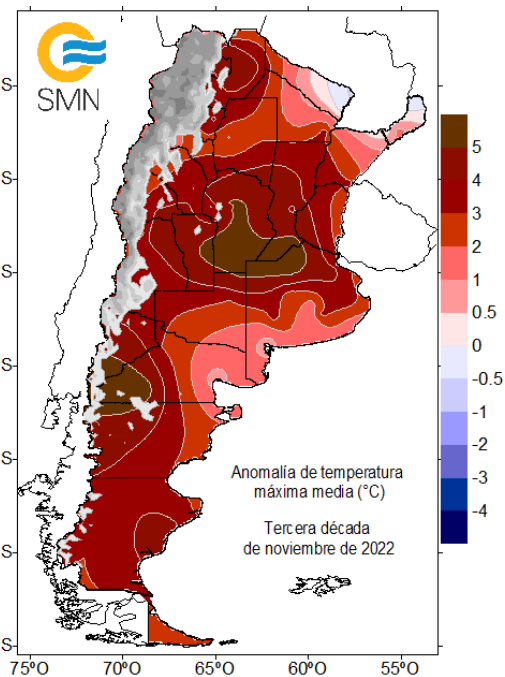 SMN
S
S
S
S
S
S
S
5
4
3
2
1
0.5
0
-0.5
-1
-2
-3
-4
Anomalía de temperatura
máxima media (°C)
Tercera década
de noviembre de 2022
75°O 70°O 65°O 60°O 55°O